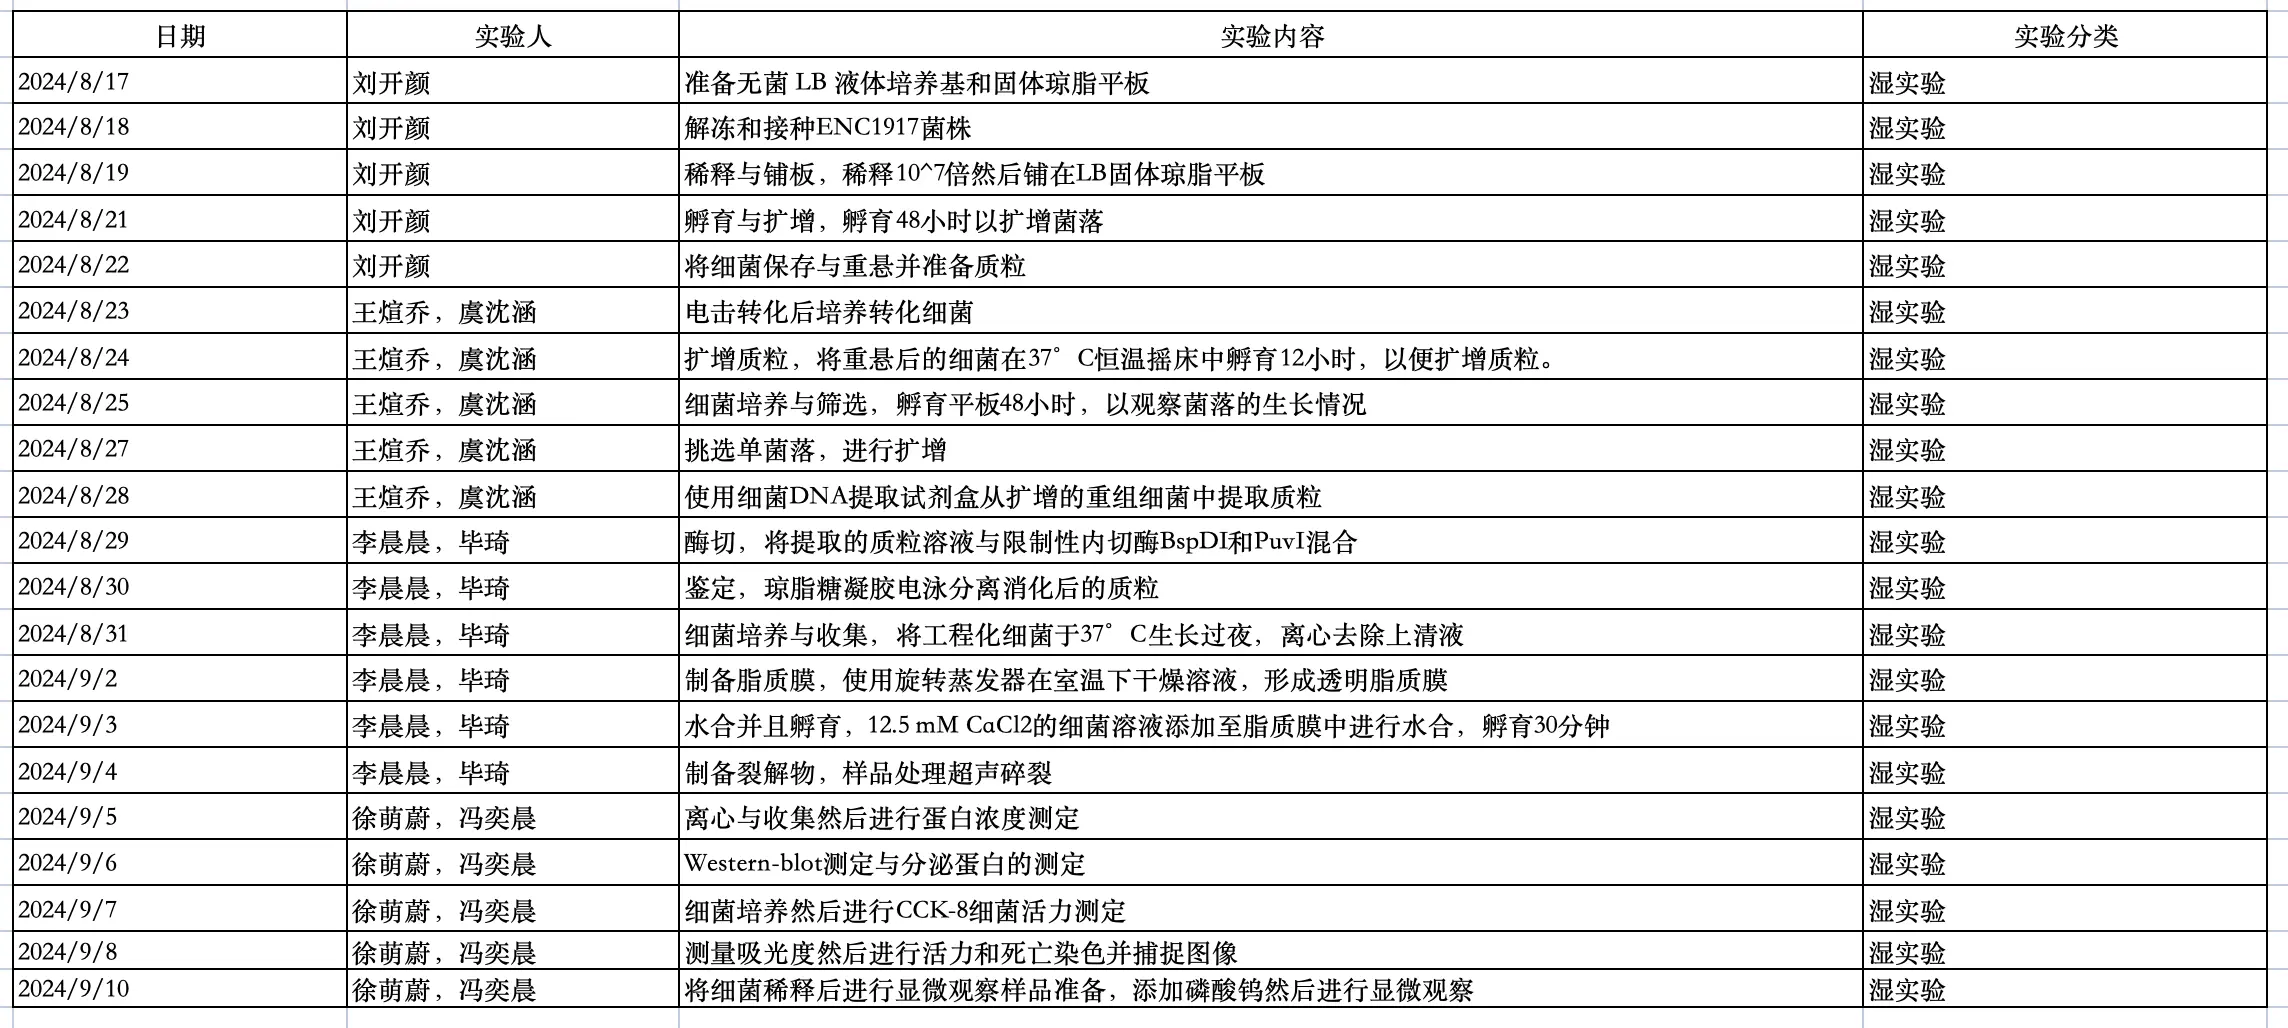 日期 实验人 实验内容 实验分类
2024/8/17 刘开颜 准备无菌 LB 液体培养基和固体琼脂平板 湿实验
2024/8/18 刘开颜 解冻和接种ENC1917菌株 湿实验
2024/8/19 刘开颜 稀释与铺板，稀释10^7倍然后铺在LB固体琼脂平板 湿实验
2024/8/21 刘开颜 孵育与扩增，孵育48小时以扩增菌落 湿实验
2024/8/22 刘开颜 将细菌保存与重悬并准备质粒 湿实验
2024/8/23 王煊乔，虞沈涵 电击转化后培养转化细菌 湿实验
2024/8/24 王煊乔，虞沈涵 扩增质粒，将重悬后的细菌在37°C恒温摇床中孵育12小时，以便扩增质粒。 湿实验
2024/8/25 王煊乔，虞沈涵 细菌培养与筛选，孵育平板48小时，以观察菌落的生长情况 湿实验
2024/8/27 王煊乔，虞沈涵 挑选单菌落，进行扩增 湿实验
2024/8/28 王煊乔，虞沈涵 使用细菌DNA提取试剂盒从扩增的重组细菌中提取质粒 湿实验
2024/8/29 李晨晨，毕琦 酶切，将提取的质粒溶液与限制性内切酶BspDI和PuvI混合 湿实验
2024/8/30 李晨晨，毕琦 鉴定，琼脂糖凝胶电泳分离消化后的质粒 湿实验
2024/8/31 李晨晨，毕琦 细菌培养与收集，将工程化细菌于37°C生长过夜，离心去除上清液 湿实验
2024/9/2 李晨晨，毕琦 制备脂质膜，使用旋转蒸发器在室温下干燥溶液，形成透明脂质膜 湿实验
2024/9/3 李晨晨，毕琦 水合并且孵育，12.5 mM CaCl2的细菌溶液添加至脂质膜中进行水合，孵育30分钟 湿实验
2024/9/4 李晨晨，毕琦 制备裂解物，样品处理超声碎裂 湿实验
2024/9/5 徐萌蔚，冯奕晨 离心与收集然后进行蛋白浓度测定 湿实验
2024/9/6 徐萌蔚，冯奕晨 Western-blot测定与分泌蛋白的测定 湿实验
2024/9/7 徐萌蔚，冯奕晨 细菌培养然后进行CCK-8细菌活力测定 湿实验
2024/9/8 徐萌蔚，冯奕晨 测量吸光度然后进行活力和死亡染色并捕捉图像 湿实验
2024/9/10 徐萌蔚，冯奕晨 将细菌稀释后进行显微观察样品准备，添加磷酸钨然后进行显微观察 湿实验